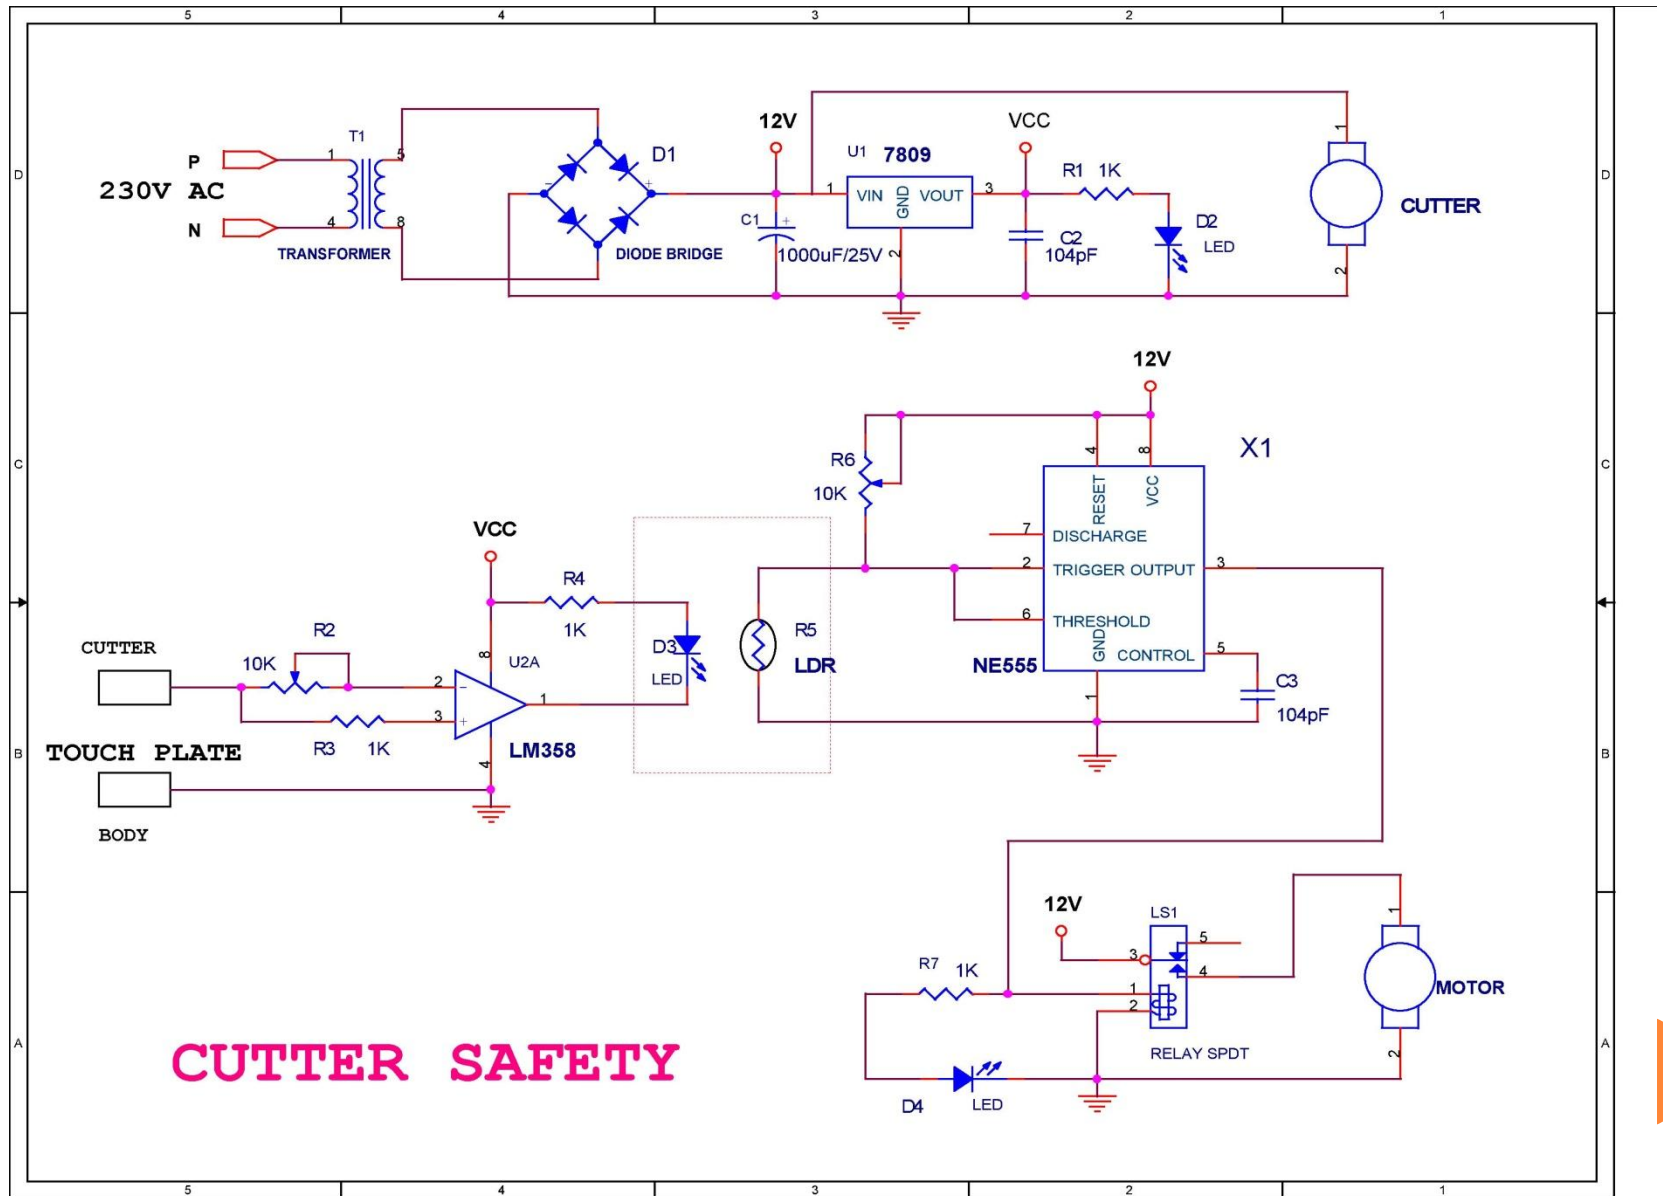 5 4 3 2 1
D
D
T1
P
1
5
230V AC
N
4
8
TRANSFORMER
D1
-
+
DIODE BRIDGE
12V
C1
+
1000uF/25V
U1 7809
1 VIN GND VOUT 3
2
VCC
R1 1K
C2
104pF
D2
LED
1
CUTTER
2
C
C
12V
X1
R6
10K
4 8
RESET VCC
7 DISCHARGE
2 TRIGGER OUTPUT 3
6 THRESHOLD
GND CONTROL 5
NE555
1
C3
104pF
VCC
R4
1K
D3
LED
R5
LDR
CUTTER
R2
10K
8
U2A
2 -
3 +
1
R3 1K
4
LM358
TOUCH PLATE
BODY
B
B
12V
LS1
3
5
4
1
2
R7 1K
RELAY SPDT
D4
LED
1
MOTOR
2
A
A
CUTTER SAFETY
5 4 3 2 1